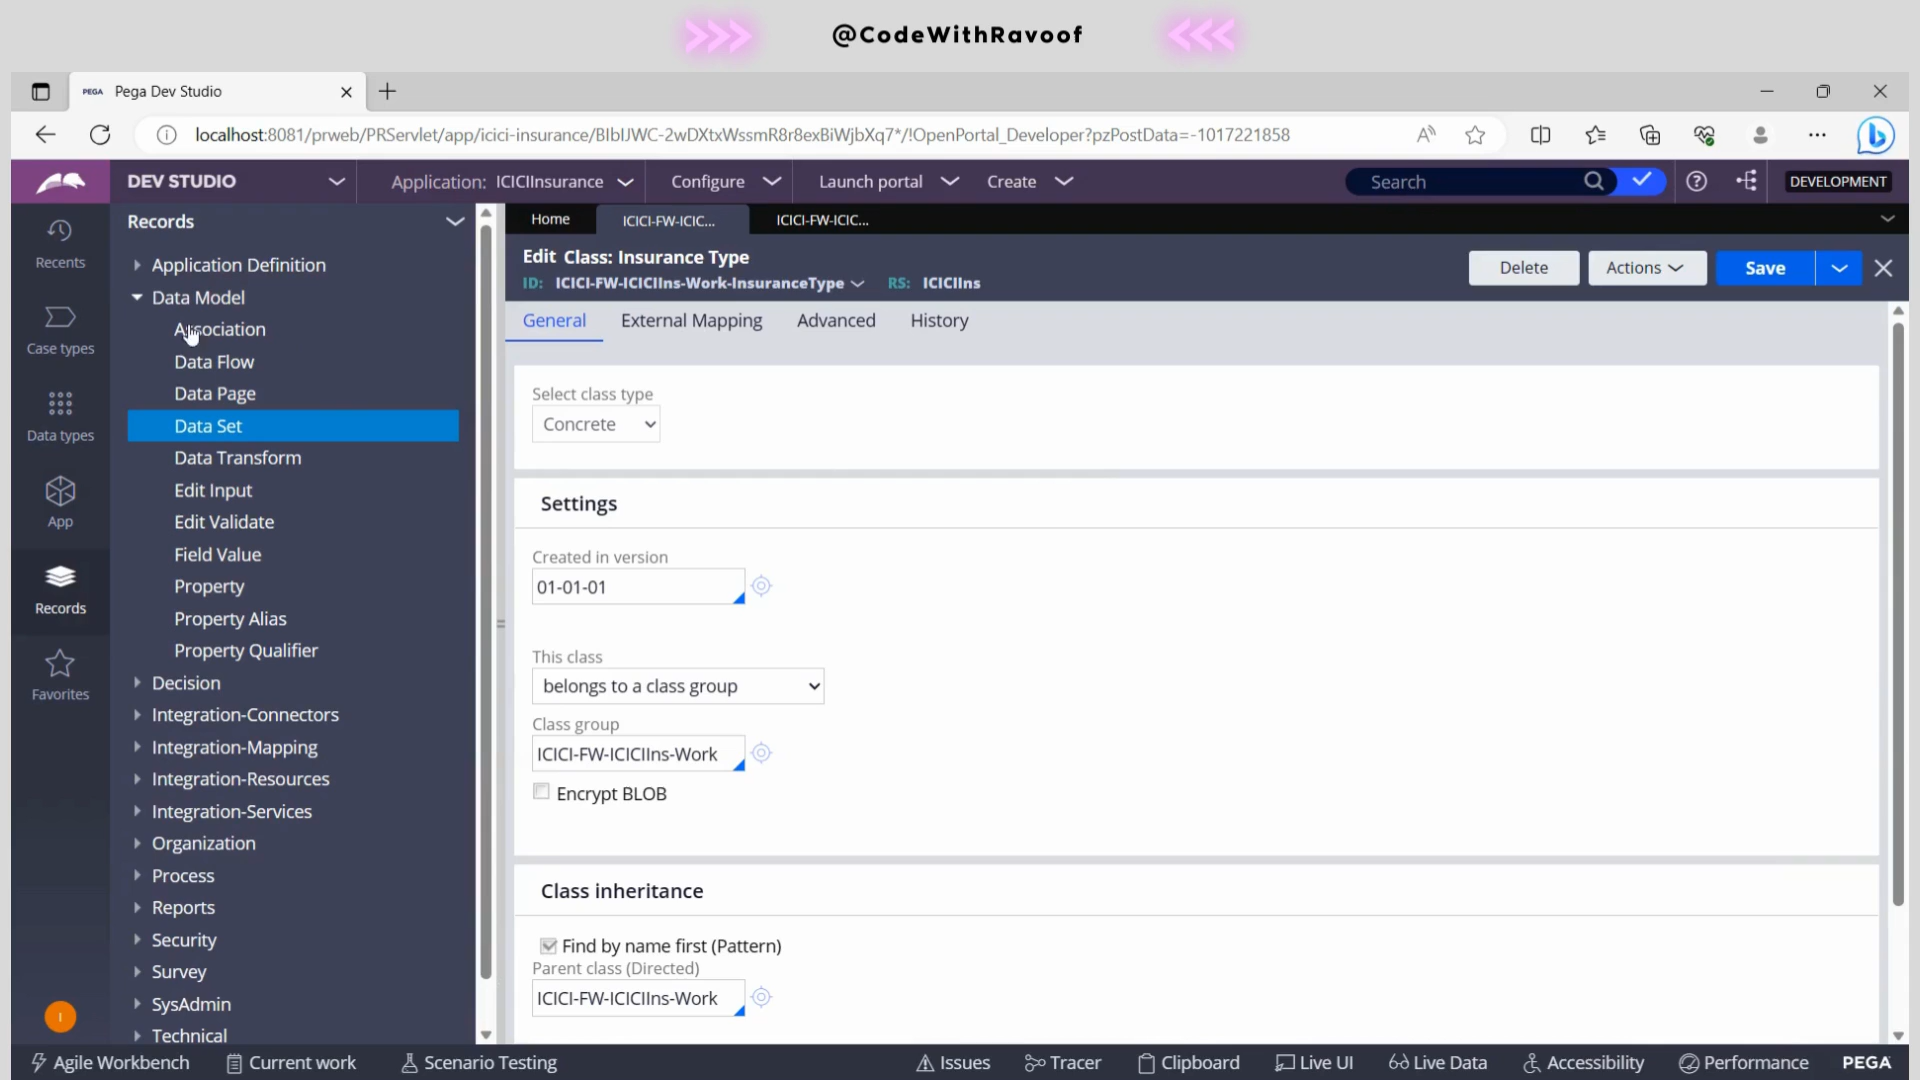 @CodeWithRavoof
PEGA Pega Dev Studio
localhost:8081/prweb/PRServlet/app/icici-insurance/BIbIJWC-2wDXtxWssmR8r8exBiWjbXq7*/!OpenPortal_Developer?pzPostData=-1017221858
DEV STUDIO
Application: ICICIInsurance
Configure
Launch portal
Create
Search
DEVELOPMENT
Recents
Case types
Data types
App
Records
Favorites
Records
Application Definition
Data Model
Association
Data Flow
Data Page
Data Set
Data Transform
Edit Input
Edit Validate
Field Value
Property
Property Alias
Property Qualifier
Decision
Integration-Connectors
Integration-Mapping
Integration-Resources
Integration-Services
Organization
Process
Reports
Security
Survey
SysAdmin
Technical
Home
ICICI-FW-ICIC...
ICICI-FW-ICIC...
Edit Class: Insurance Type
ID: ICICI-FW-ICICIIns-Work-InsuranceType RS: ICICIIns
Delete
Actions
Save
General
External Mapping
Advanced
History
Select class type
Concrete
Settings
Created in version
01-01-01
This class
belongs to a class group
Class group
ICICI-FW-ICICIIns-Work
Encrypt BLOB
Class inheritance
Find by name first (Pattern)
Parent class (Directed)
ICICI-FW-ICICIIns-Work
I
Agile Workbench
Current work
Scenario Testing
Issues
Tracer
Clipboard
Live UI
Live Data
Accessibility
Performance
PEGA